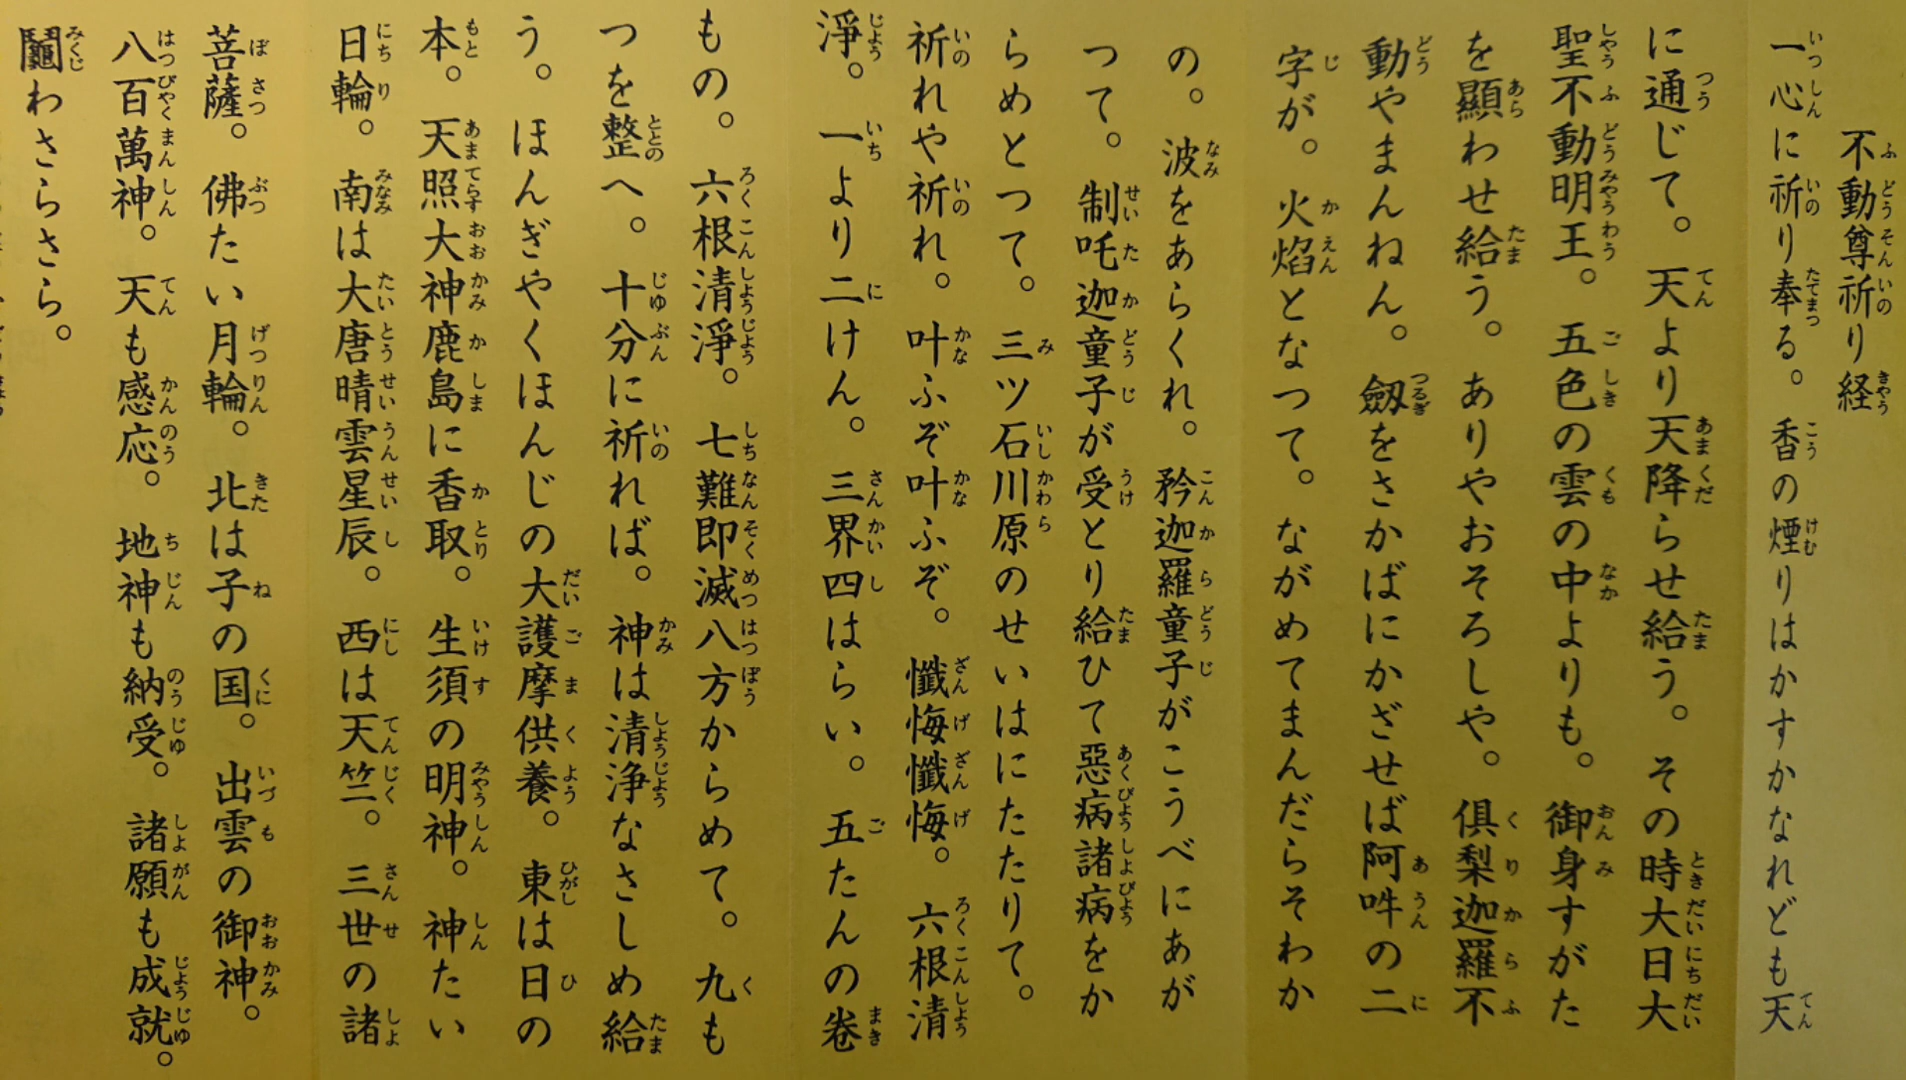 不動尊祈り経
一心に祈り奉る。香の煙りはかすかなれども天
に通じて。天より天降らせ給う。その時大日大
聖不動明王。五色の雲の中よりも。御身すがた
を顯わせ給う。ありやおそろしや。俱梨迦羅不
動やまんねん。劔をさかばにかざせば阿吽の二
字が。火焰となつて。ながめてまんだらそわか
の。波をあらくれ。矜迦羅童子がこうべにあが
つて。制吒迦童子が受とり給ひて惡病諸病をか
らめとつて。三ツ石川原のせいはにたたりて。
祈れや祈れ。叶ふぞ叶ふぞ。懺悔懺悔。六根清
淨。一より二けん。三界四はらい。五たんの巻
もの。六根清淨。七難即滅八方からめて。九も
つを整へ。十分に祈れば。神は清浄なさしめ給
う。ほんぎやくほんじの大護摩供養。東は日の
本。天照大神鹿島に香取。生須の明神。神たい
日輪。南は大唐晴雲星辰。西は天竺。三世の諸
菩薩。佛たい月輪。北は子の国。出雲の御神。
八百萬神。天も感応。地神も納受。諸願も成就。
鬮わさらさら。